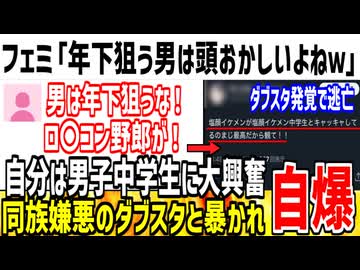 フェミ「年下狙う男は頭おかしいよねw」
男は年下狙うな!
ロ〇コン野郎が!
ダブスタ発覚で逃亡
塩顔イケメンが塩顔イケメン中学生とキャッキャしてるのまじ最高だから観て!!
自分は男子中学生に大興奮
同族嫌悪のダブスタと暴かれ
自爆